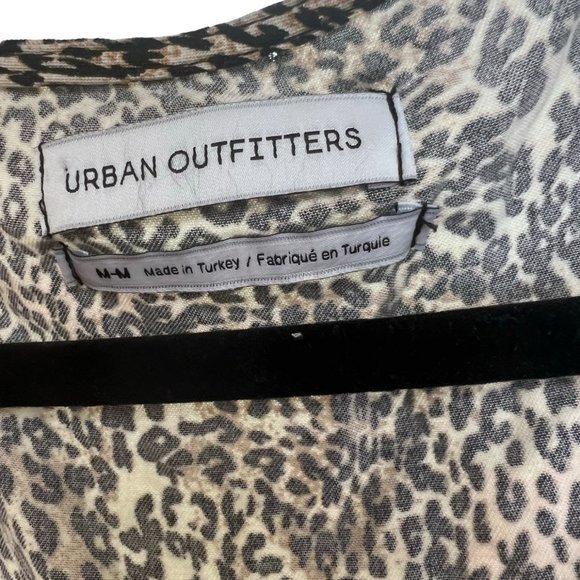 URBAN OUTFITTERS
M-M Made in Turkey / Fabriqué en Turquie